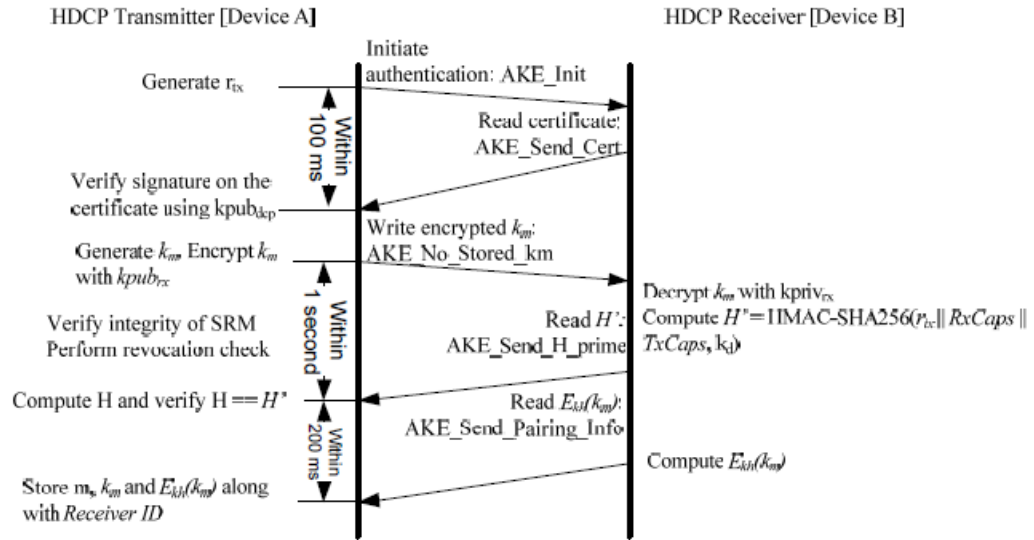 HDCP Transmitter [Device A]
HDCP Receiver [Device B]
Initiate
authentication: AKE_Init
Generate rtx
Within
100 ms
Read certificate:
AKE_Send_Cert
Verify signature on the
certificate using kpubdcp
Write encrypted km:
AKE_No_Stored_km
Generate km, Encrypt km
with kpubrx
Within
1 second
Decrypt km with kprivrx
Compute H'=HMAC-SHA256(rtx|| RxCaps ||
TxCaps, kd)
Verify integrity of SRM
Perform revocation check
Read H':
AKE_Send_H_prime
Compute H and verify H == H'
Within
200 ms
Read Ekh(km):
AKE_Send_Pairing_Info
Compute Ekh(km)
Store m, km and Ekh(km) along
with Receiver ID